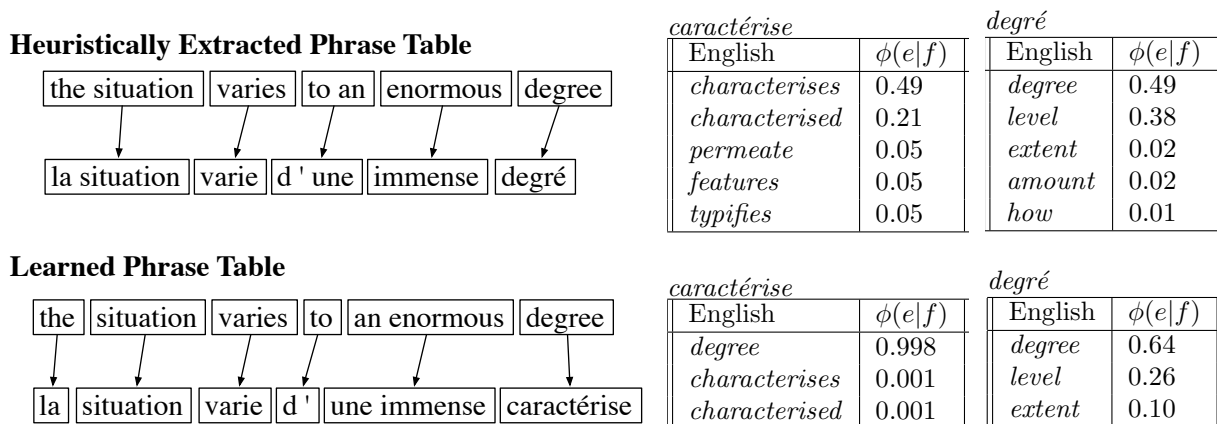 Heuristically Extracted Phrase Table
the situation varies to an enormous degree
la situation varie d ' une immense degré
caractérise
English ϕ(e|f)
characterises 0.49
characterised 0.21
permeate 0.05
features 0.05
typifies 0.05
degré
English ϕ(e|f)
degree 0.49
level 0.38
extent 0.02
amount 0.02
how 0.01
Learned Phrase Table
the situation varies to an enormous degree
la situation varie d ' une immense caractérise
caractérise
English ϕ(e|f)
degree 0.998
characterises 0.001
characterised 0.001
degré
English ϕ(e|f)
degree 0.64
level 0.26
extent 0.10